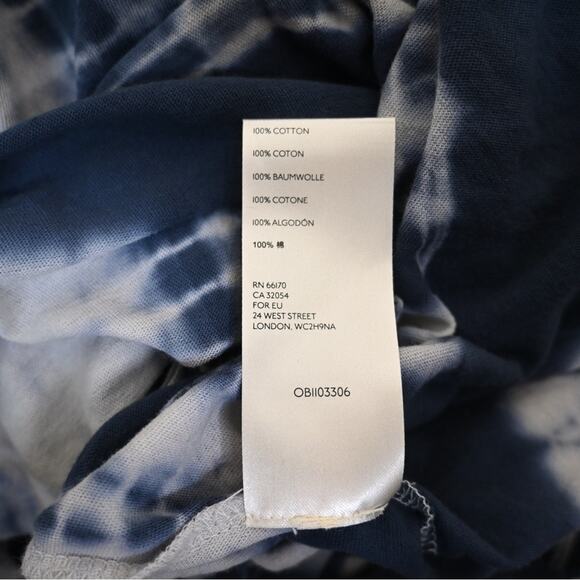 100% COTTON
100% COTON
100% BAUMWOLLE
100% COTONE
100% ALGODÓN
100% 棉
RN 66170
CA 32054
FOR EU
24 WEST STREET
LONDON, WC2H9NA
OB1103306